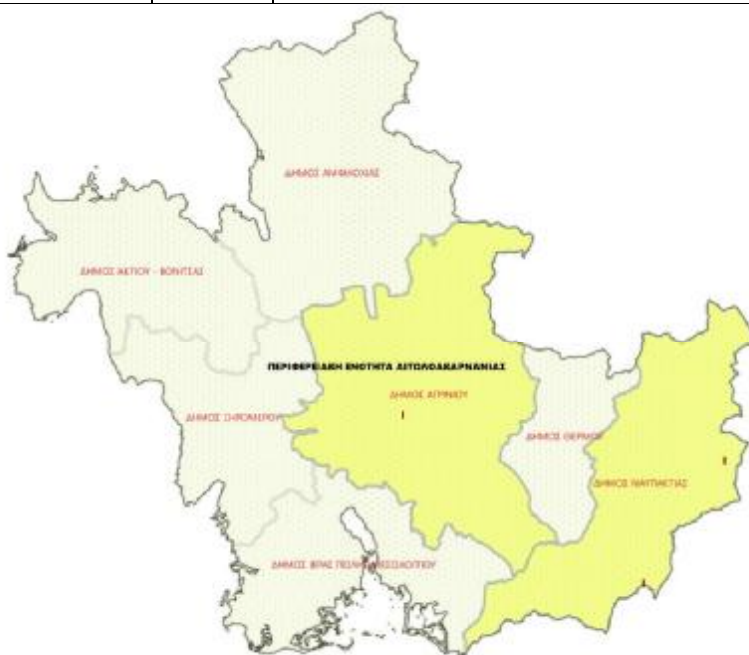 ΔΗΜΟΣ ΑΜΦΙΛΟΧΙΑΣ
ΔΗΜΟΣ ΑΚΤΙΟΥ - ΒΟΝΙΤΣΑΣ
ΠΕΡΙΦΕΡΕΙΑΚΗ ΕΝΟΤΗΤΑ ΑΙΤΩΛΟΑΚΑΡΝΑΝΙΑΣ
ΔΗΜΟΣ ΑΓΡΙΝΙΟΥ
ΔΗΜΟΣ ΞΗΡΟΜΕΡΟΥ
ΔΗΜΟΣ ΘΕΡΜΟΥ
ΔΗΜΟΣ ΝΑΥΠΑΚΤΙΑΣ
ΔΗΜΟΣ ΙΕΡΑΣ ΠΟΛΗΣ ΜΕΣΟΛΟΓΓΙΟΥ